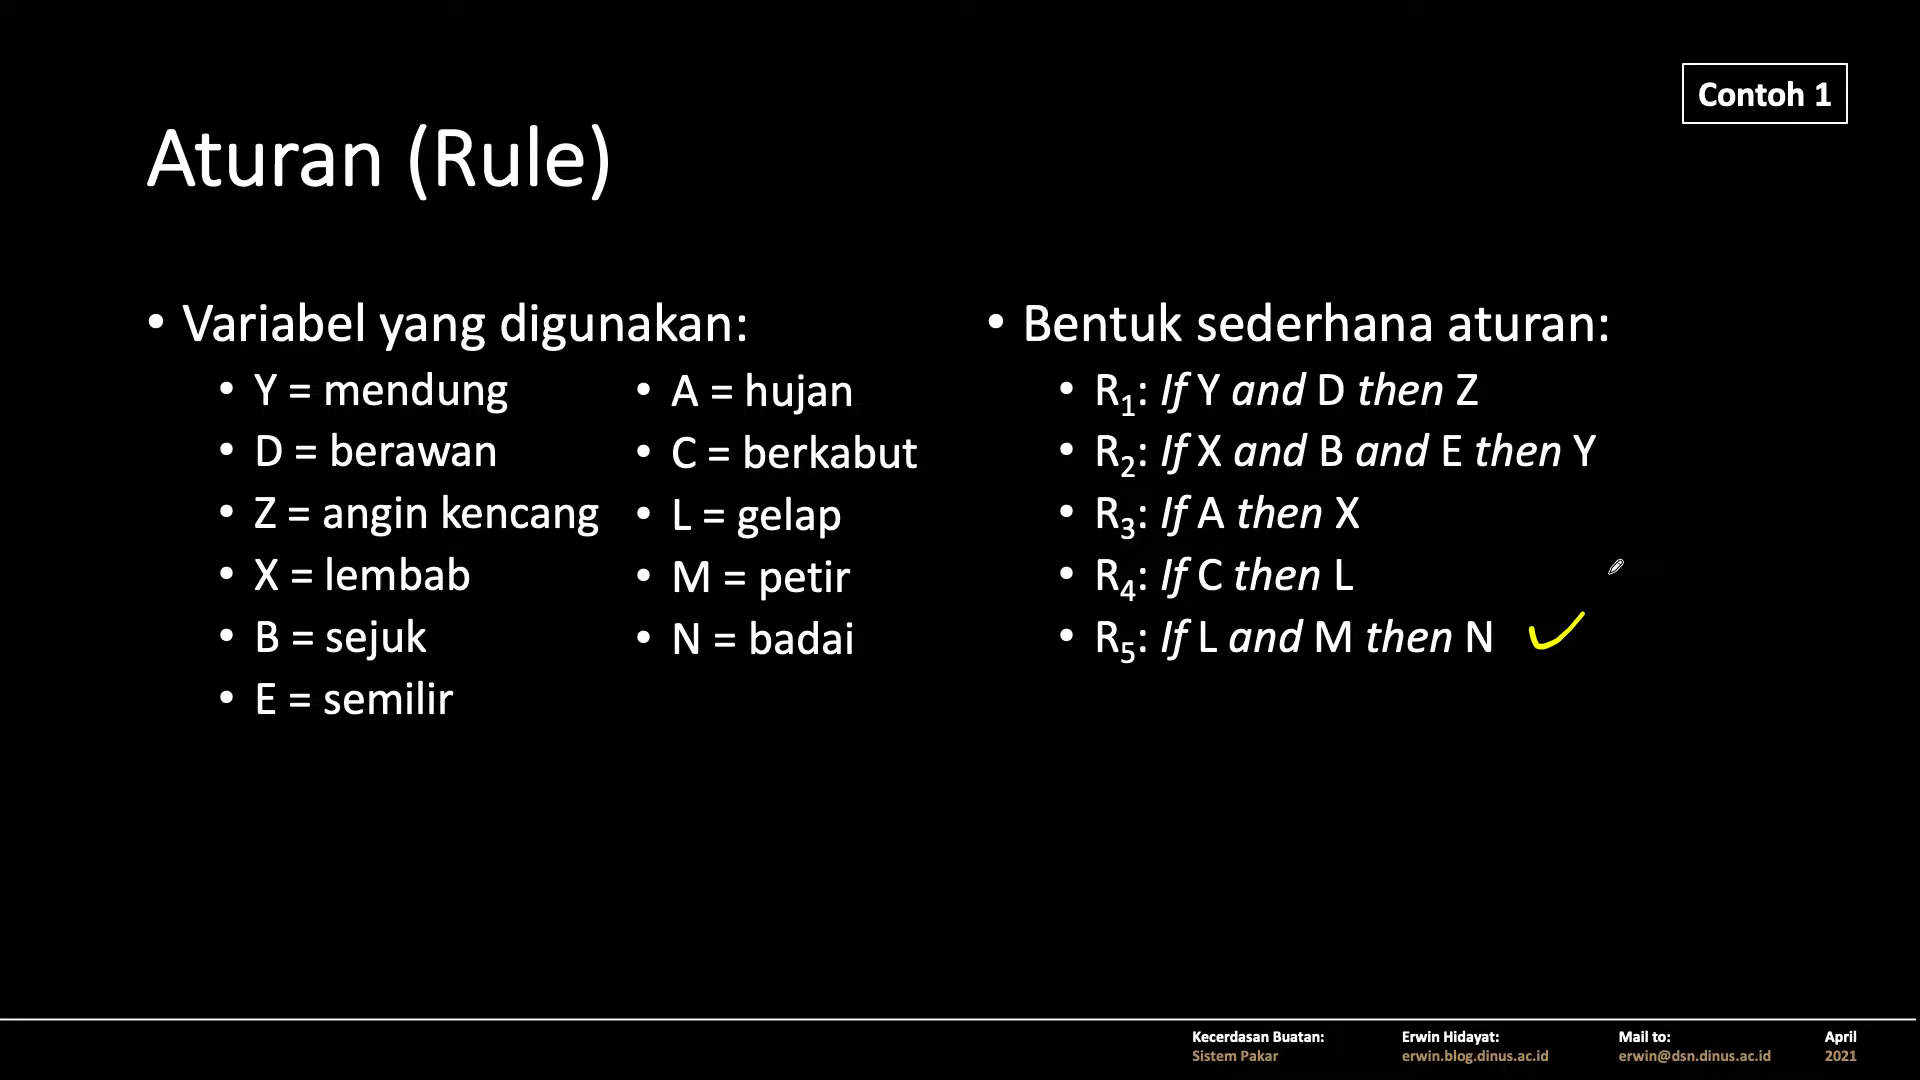 Contoh 1
Aturan (Rule)
• Variabel yang digunakan:
• Y = mendung
• D = berawan
• Z = angin kencang
• X = lembab
• B = sejuk
• E = semilir
• A = hujan
• C = berkabut
• L = gelap
• M = petir
• N = badai
• Bentuk sederhana aturan:
• R₁: If Y and D then Z
• R₂: If X and B and E then Y
• R₃: If A then X
• R₄: If C then L
• R₅: If L and M then N
Kecerdasan Buatan:
Sistem Pakar
Erwin Hidayat:
erwin.blog.dinus.ac.id
Mail to:
erwin@dsn.dinus.ac.id
April
2021